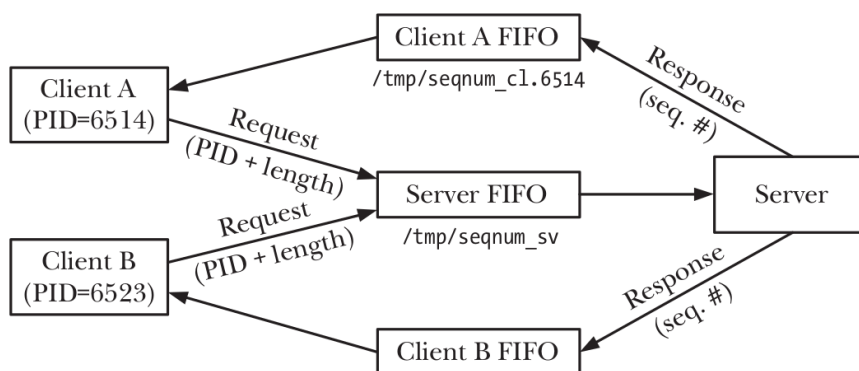 Client A FIFO
/tmp/seqnum_cl.6514
Client A
(PID=6514)
Response
(seq. #)
Request
(PID + length)
Server FIFO
/tmp/seqnum_sv
Server
Request
(PID + length)
Client B
(PID=6523)
Response
(seq. #)
Client B FIFO